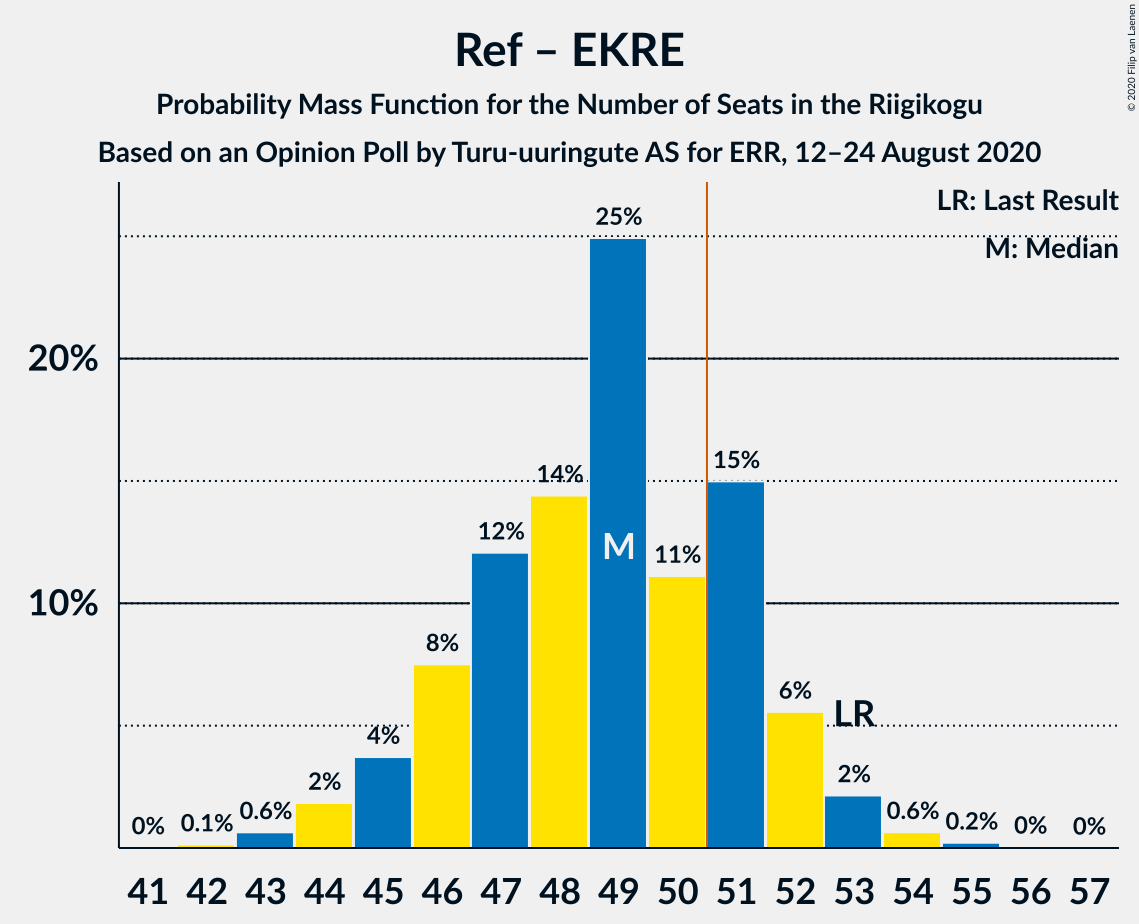 Ref – EKRE
Probability Mass Function for the Number of Seats in the Riigikogu
Based on an Opinion Poll by Turu-uuringute AS for ERR, 12–24 August 2020
© 2020 Filip van Laenen
LR: Last Result
M: Median
20%
10%
0% 0.1% 0.6% 2% 4% 8% 12% 14% 25% 11% 15% 6% 2% 0.6% 0.2% 0% 0%
M
LR
41 42 43 44 45 46 47 48 49 50 51 52 53 54 55 56 57